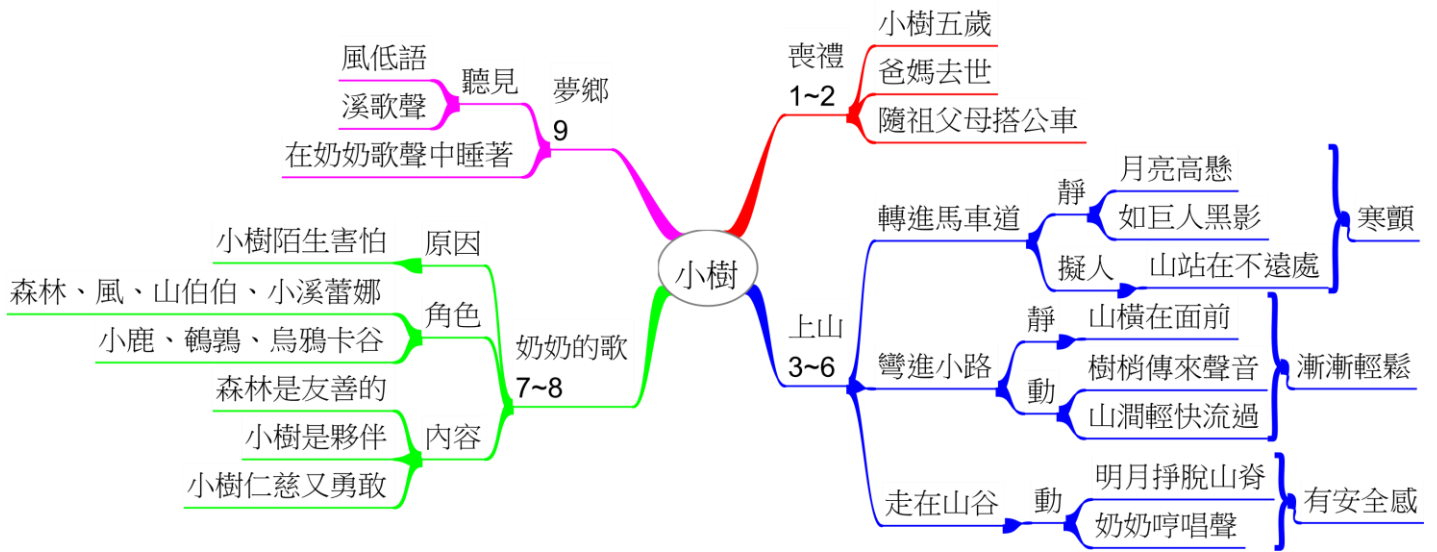 小樹
喪禮
1~2
小樹五歲
爸媽去世
隨祖父母搭公車
上山
3~6
轉進馬車道
靜
月亮高懸
如巨人黑影
擬人
山站在不遠處
寒顫
彎進小路
靜
山橫在面前
動
樹梢傳來聲音
山澗輕快流過
漸漸輕鬆
走在山谷
動
明月掙脫山脊
奶奶哼唱聲
有安全感
奶奶的歌
7~8
原因
小樹陌生害怕
角色
森林、風、山伯伯、小溪蕾娜
小鹿、鵪鶉、烏鴉卡谷
內容
森林是友善的
小樹是夥伴
小樹仁慈又勇敢
夢鄉
9
聽見
風低語
溪歌聲
在奶奶歌聲中睡著